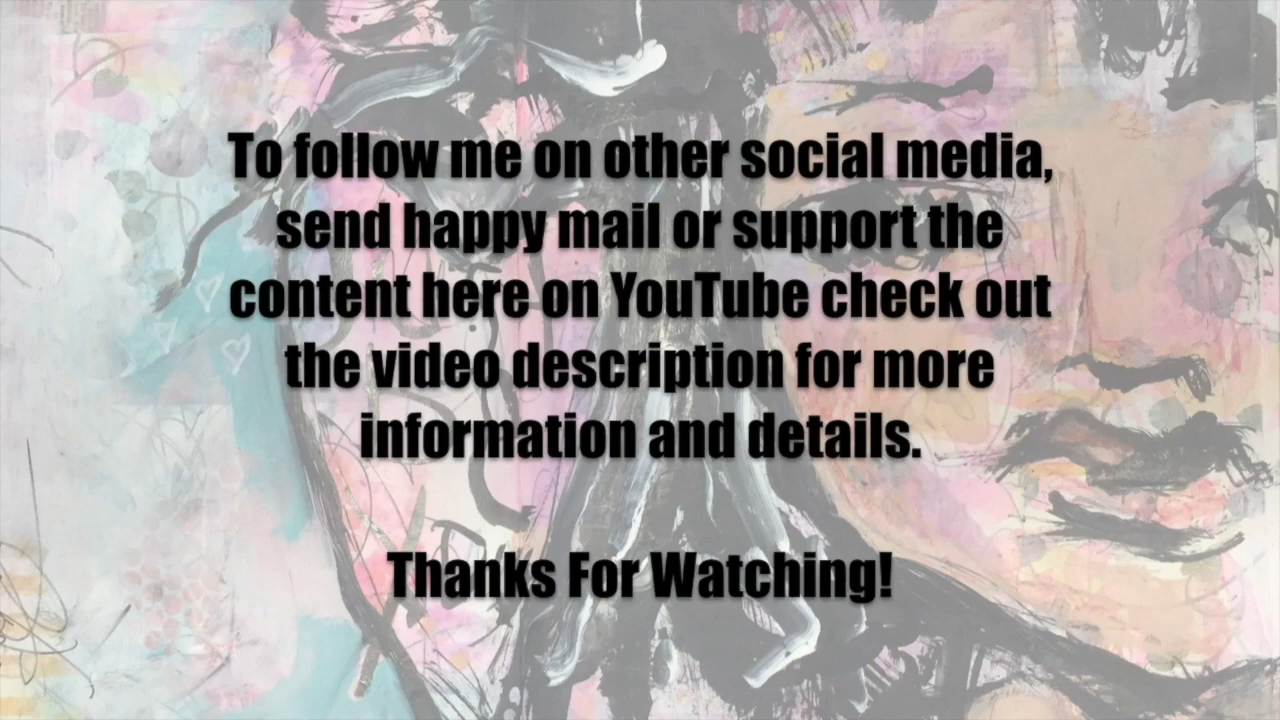 To follow me on other social media,
send happy mail or support the
content here on YouTube check out
the video description for more
information and details.
Thanks For Watching!